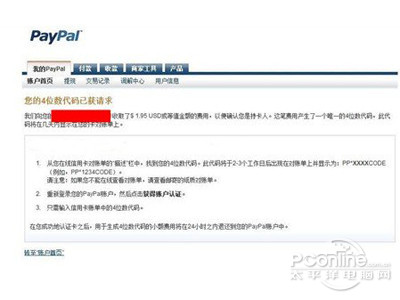 PayPal
我的PayPal 付款 收款 商家工具 产品
账户首页 提现 交易记录 调解中心 用户信息
您的4位数代码已获请求
我们向您的 收取了$ 1.95 USD或等值金额的费用，以便确认您是持卡人。这笔费用产生了一个唯一的4位数代码。此代
码将在几天内显示在您的卡对账单上。
1. 从您在线信用卡对账单的“描述”栏中，找到您的4位数代码。此代码将于2-3个工作日后出现在对账单上并显示为：PP*XXXXCODE
（例如，PP*1234CODE）。
请注意：如果您不能在线查看对账单，请查看邮寄的纸质对账单。
2. 重新登录您的PayPal账户，然后点击获得账户认证。
3. 只需输入信用卡对账单中的4位数代码。
在您成功地认证卡之后，用于生成4位数代码的小额费用将在24小时之内退还到您的PayPal账户中。
转至“账户首页”
PConline
.com.cn
太平洋电脑网